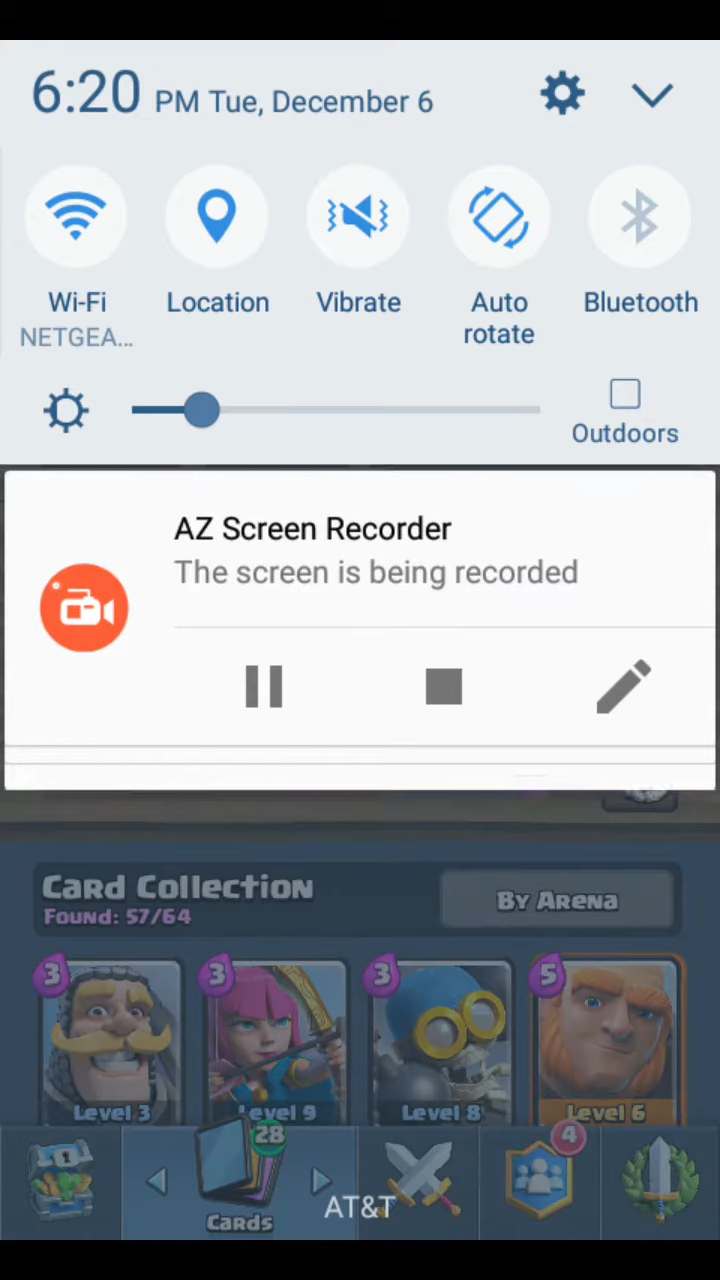 6:20 PM Tue, December 6
Wi-Fi Location Vibrate Auto rotate Bluetooth
NETGEA...
Outdoors
AZ Screen Recorder
The screen is being recorded
Card Collection
By Arena
Found: 57/64
3 3 3 5
Level 3 Level 9 Level 8 Level 6
1 28 4
Cards
AT&T